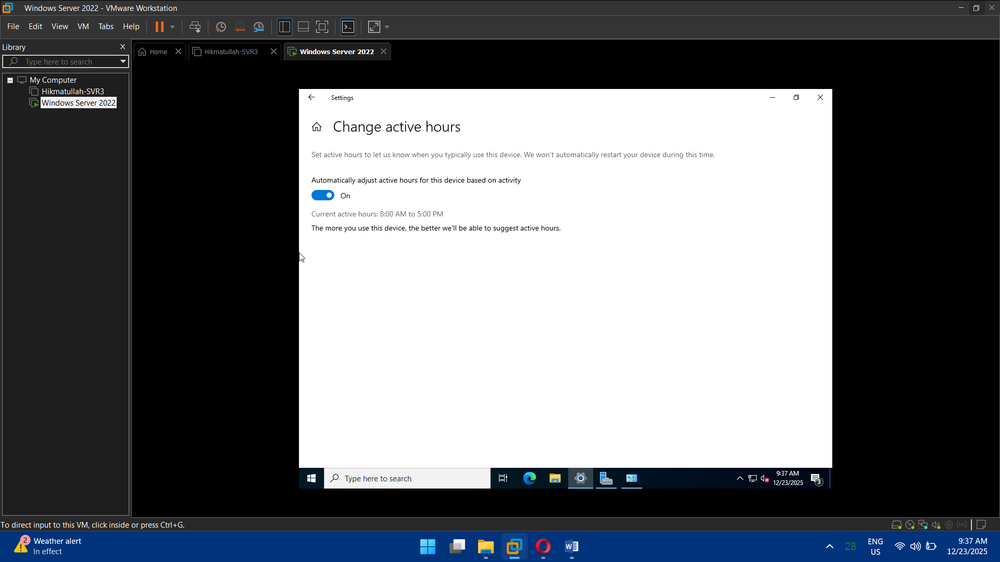 Windows Server 2022 - VMware Workstation
File Edit View VM Tabs Help
Library
Type here to search
My Computer
Hikmatullah-SVR3
Windows Server 2022
Home
Hikmatullah-SVR3
Windows Server 2022
Settings
Change active hours
Set active hours to let us know when you typically use this device. We won't automatically restart your device during this time.
Automatically adjust active hours for this device based on activity
On
Current active hours: 8:00 AM to 5:00 PM
The more you use this device, the better we'll be able to suggest active hours.
Type here to search
9:37 AM
12/23/2025
3
To direct input to this VM, click inside or press Ctrl+G.
2
Weather alert
In effect
W
28
ENG
US
9:37 AM
12/23/2025